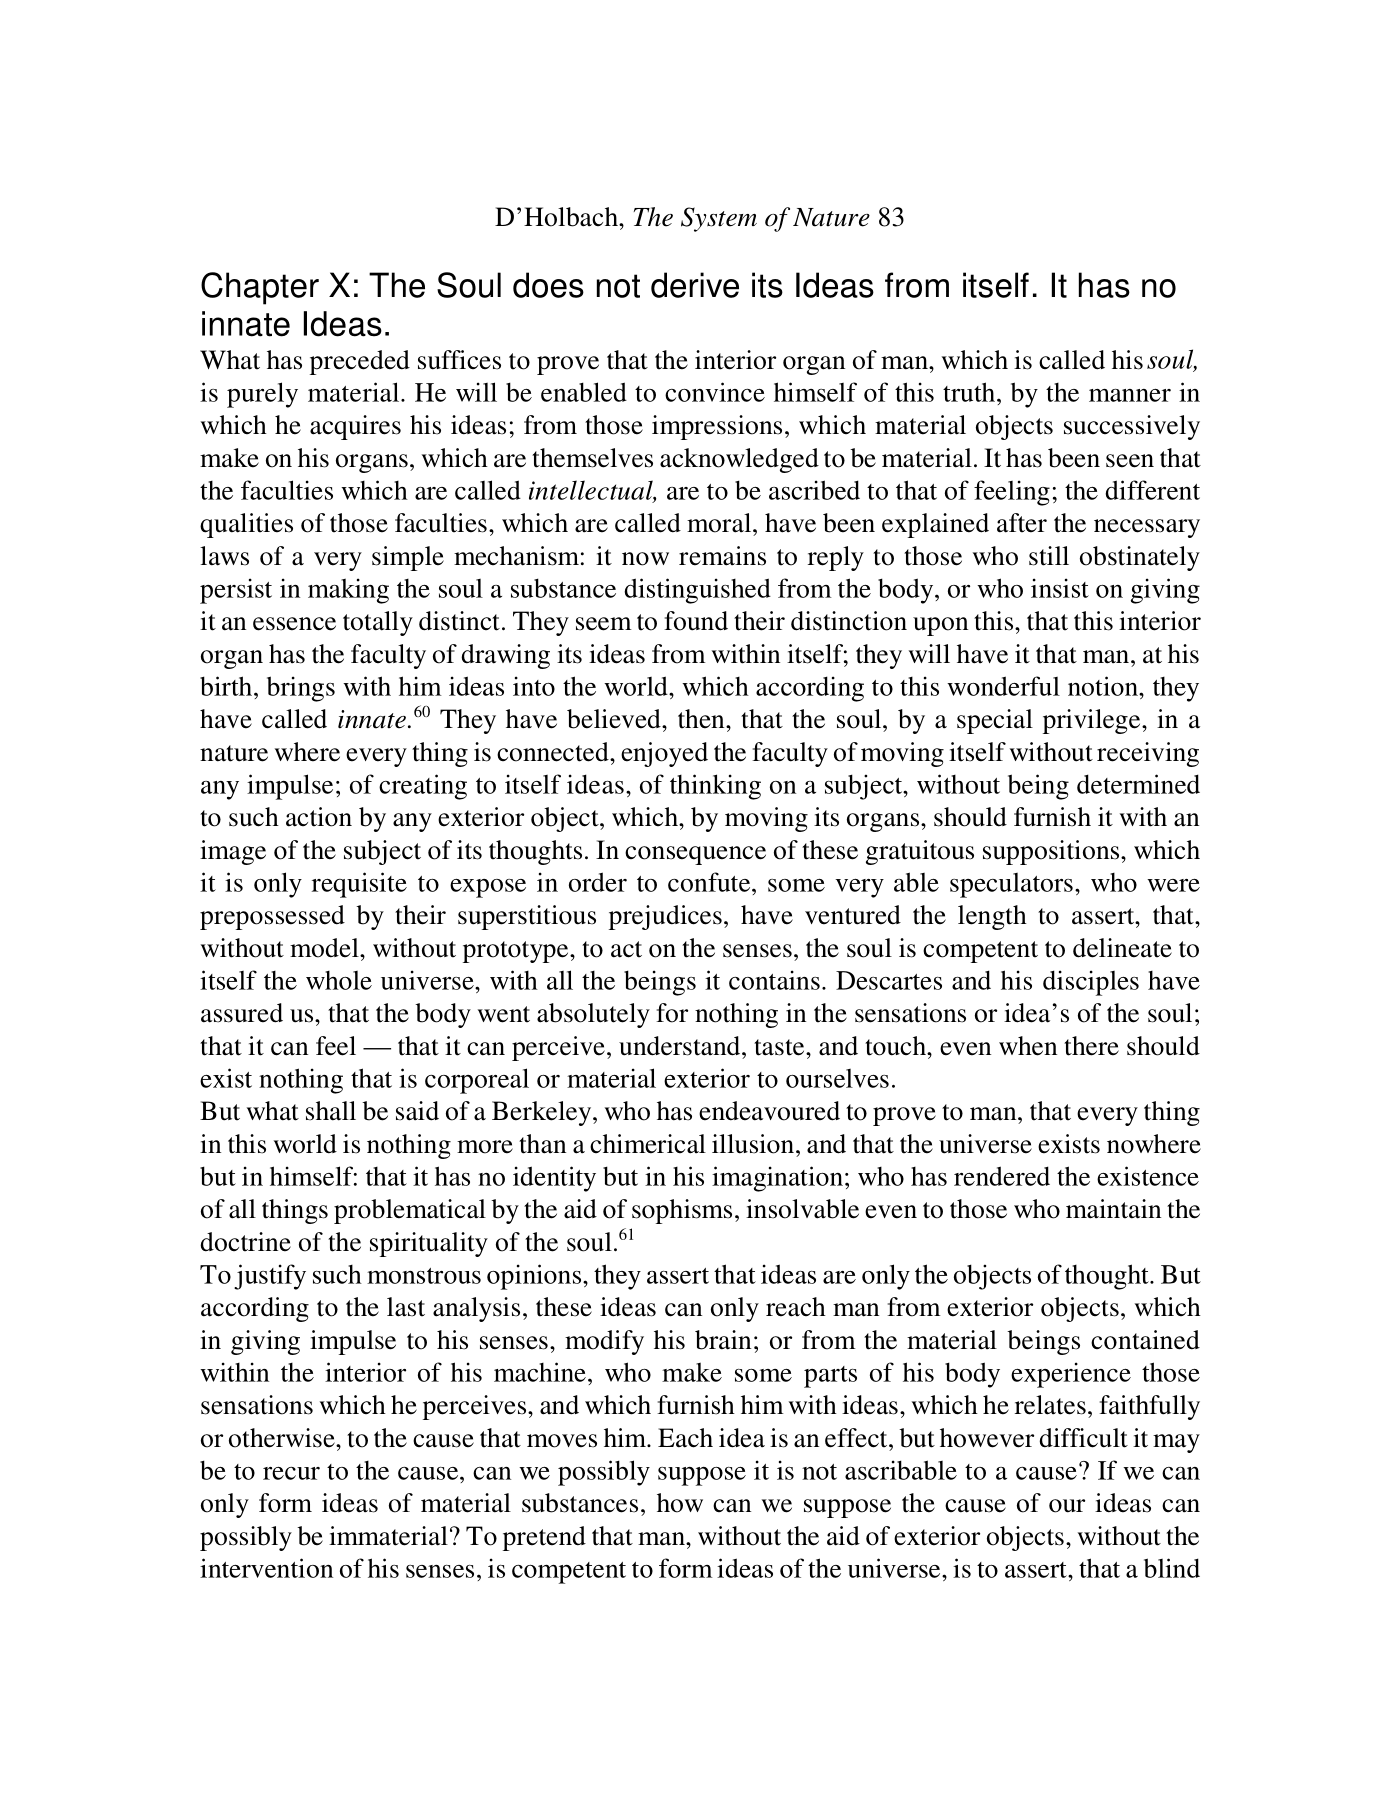 D’Holbach, The System of Nature 83
Chapter X: The Soul does not derive its Ideas from itself. It has no
innate Ideas.
What has preceded suffices to prove that the interior organ of man, which is called his soul,
is purely material. He will be enabled to convince himself of this truth, by the manner in
which he acquires his ideas; from those impressions, which material objects successively
make on his organs, which are themselves acknowledged to be material. It has been seen that
the faculties which are called intellectual, are to be ascribed to that of feeling; the different
qualities of those faculties, which are called moral, have been explained after the necessary
laws of a very simple mechanism: it now remains to reply to those who still obstinately
persist in making the soul a substance distinguished from the body, or who insist on giving
it an essence totally distinct. They seem to found their distinction upon this, that this interior
organ has the faculty of drawing its ideas from within itself; they will have it that man, at his
birth, brings with him ideas into the world, which according to this wonderful notion, they
have called innate.60 They have believed, then, that the soul, by a special privilege, in a
nature where every thing is connected, enjoyed the faculty of moving itself without receiving
any impulse; of creating to itself ideas, of thinking on a subject, without being determined
to such action by any exterior object, which, by moving its organs, should furnish it with an
image of the subject of its thoughts. In consequence of these gratuitous suppositions, which
it is only requisite to expose in order to confute, some very able speculators, who were
prepossessed by their superstitious prejudices, have ventured the length to assert, that,
without model, without prototype, to act on the senses, the soul is competent to delineate to
itself the whole universe, with all the beings it contains. Descartes and his disciples have
assured us, that the body went absolutely for nothing in the sensations or idea’s of the soul;
that it can feel — that it can perceive, understand, taste, and touch, even when there should
exist nothing that is corporeal or material exterior to ourselves.
But what shall be said of a Berkeley, who has endeavoured to prove to man, that every thing
in this world is nothing more than a chimerical illusion, and that the universe exists nowhere
but in himself: that it has no identity but in his imagination; who has rendered the existence
of all things problematical by the aid of sophisms, insolvable even to those who maintain the
doctrine of the spirituality of the soul.61
To justify such monstrous opinions, they assert that ideas are only the objects of thought. But
according to the last analysis, these ideas can only reach man from exterior objects, which
in giving impulse to his senses, modify his brain; or from the material beings contained
within the interior of his machine, who make some parts of his body experience those
sensations which he perceives, and which furnish him with ideas, which he relates, faithfully
or otherwise, to the cause that moves him. Each idea is an effect, but however difficult it may
be to recur to the cause, can we possibly suppose it is not ascribable to a cause? If we can
only form ideas of material substances, how can we suppose the cause of our ideas can
possibly be immaterial? To pretend that man, without the aid of exterior objects, without the
intervention of his senses, is competent to form ideas of the universe, is to assert, that a blind